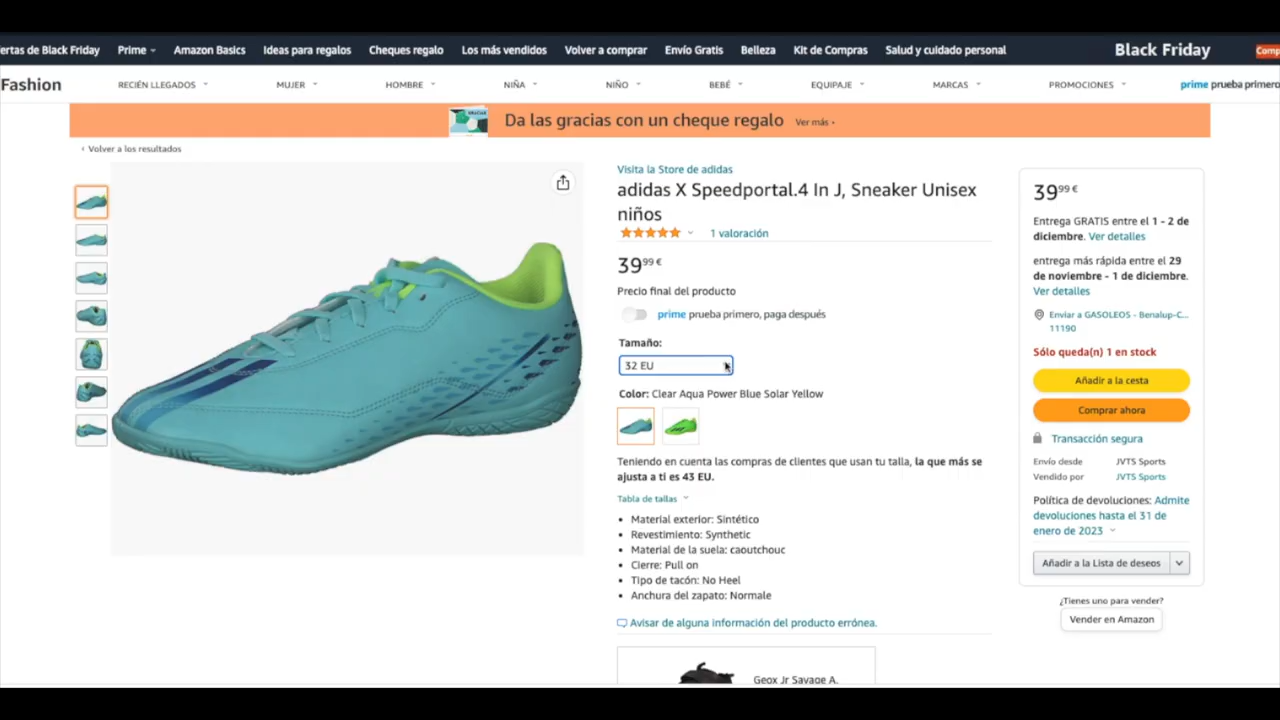 ertas de Black Friday Prime Amazon Basics Ideas para regalos Cheques regalo Los más vendidos Volver a comprar Envío Gratis Belleza Kit de Compras Salud y cuidado personal Black Friday Comp
Fashion RECIÉN LLEGADOS MUJER HOMBRE NIÑA NIÑO BEBÉ EQUIPAJE MARCAS PROMOCIONES prime prueba primero
Da las gracias con un cheque regalo Ver más
‹ Volver a los resultados
Visita la Store de adidas
adidas X Speedportal.4 In J, Sneaker Unisex
niños
1 valoración
39,99 €
Precio final del producto
prime prueba primero, paga después
Tamaño:
32 EU
Color: Clear Aqua Power Blue Solar Yellow
Teniendo en cuenta las compras de clientes que usan tu talla, la que más se
ajusta a ti es 43 EU.
Tabla de tallas
• Material exterior: Sintético
• Revestimiento: Synthetic
• Material de la suela: caoutchouc
• Cierre: Pull on
• Tipo de tacón: No Heel
• Anchura del zapato: Normale
Avisar de alguna información del producto errónea.
Geox Jr Savage A.
39,99 €
Entrega GRATIS entre el 1 - 2 de
diciembre. Ver detalles
entrega más rápida entre el 29
de noviembre - 1 de diciembre.
Ver detalles
Enviar a GASOLEOS - Benalup-C...
11190
Sólo queda(n) 1 en stock
Añadir a la cesta
Comprar ahora
Transacción segura
Envío desde JVTS Sports
Vendido por JVTS Sports
Política de devoluciones: Admite
devoluciones hasta el 31 de
enero de 2023
Añadir a la Lista de deseos
¿Tienes uno para vender?
Vender en Amazon